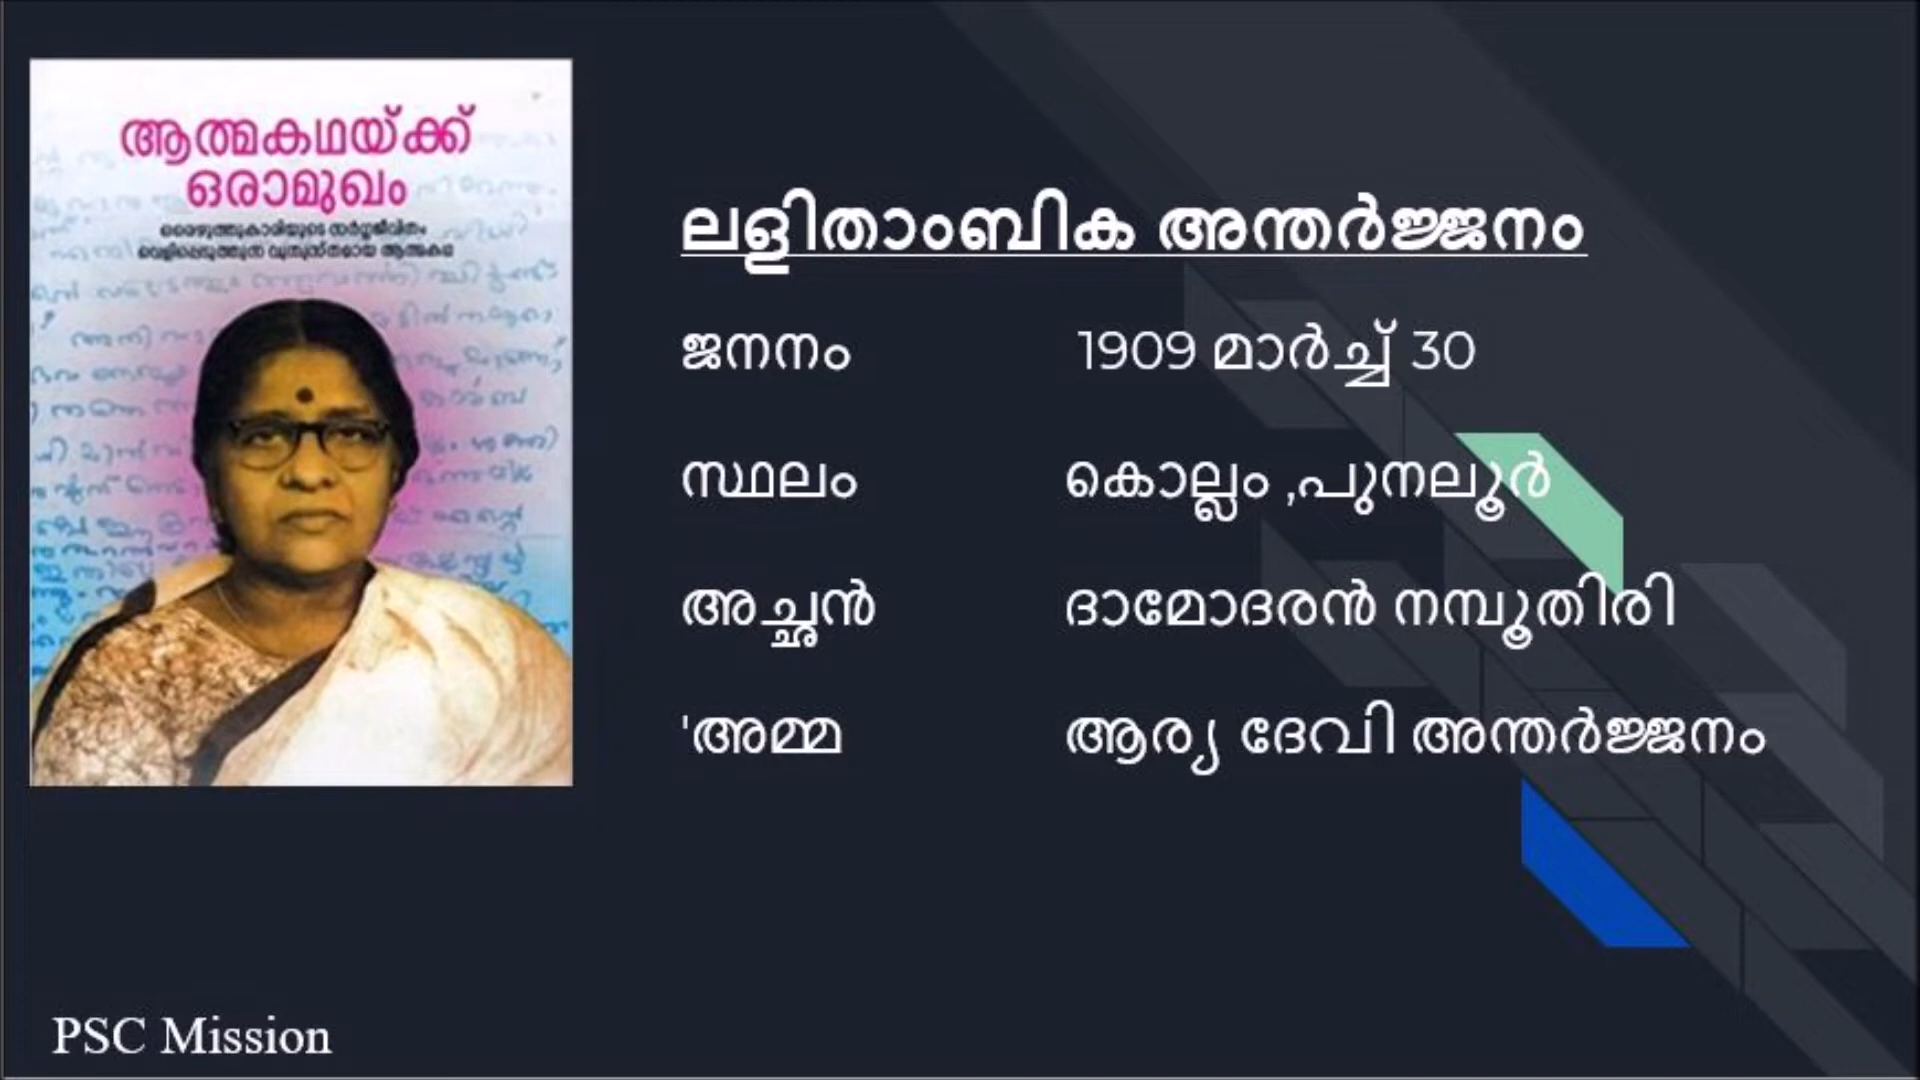 ആത്മകഥയ്ക്ക്
ഒരാമുഖം
ലളിതാംബിക അന്തർജ്ജനം
ജനനം 1909 മാർച്ച് 30
സ്ഥലം കൊല്ലം ,പുനലൂർ
അച്ഛൻ ദാമോദരൻ നമ്പൂതിരി
'അമ്മ ആര്യ ദേവി അന്തർജ്ജനം
PSC Mission